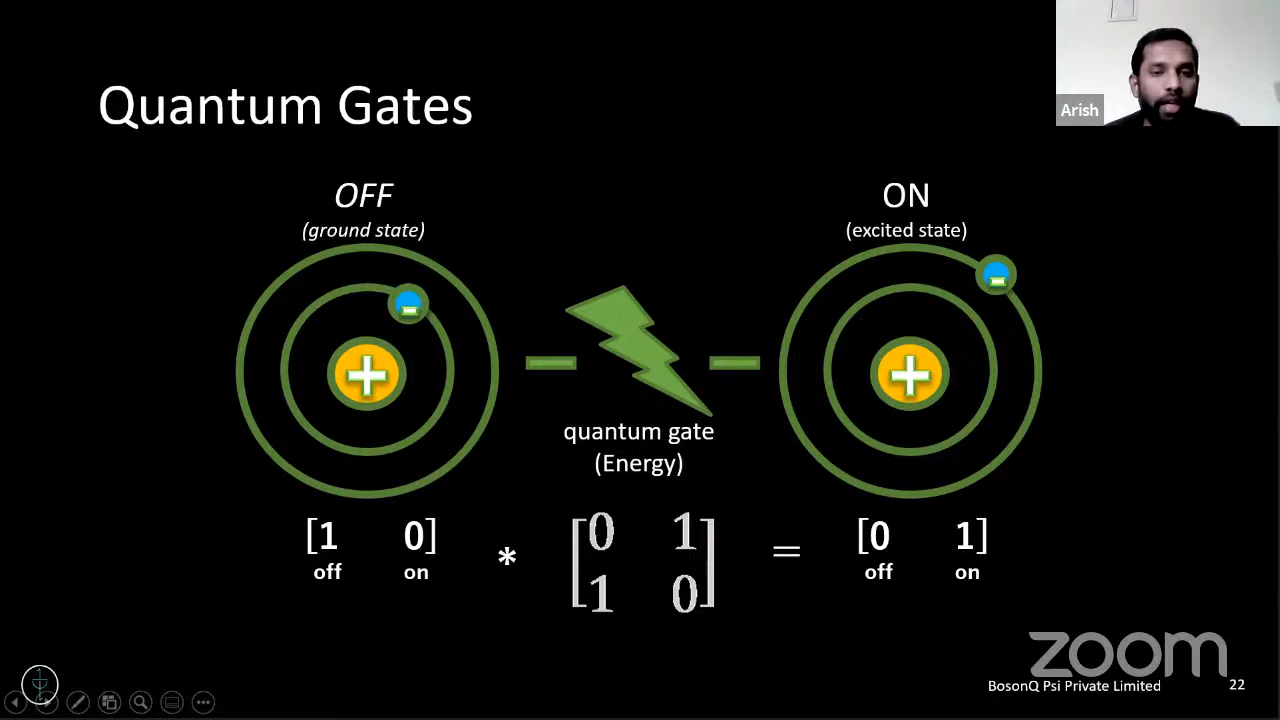 Arish
Quantum Gates
OFF
(ground state)
ON
(excited state)
quantum gate
(Energy)
[1 0]
off on
*
[0 1
1 0]
=
[0 1]
off on
zoom
BosonQ Psi Private Limited 22